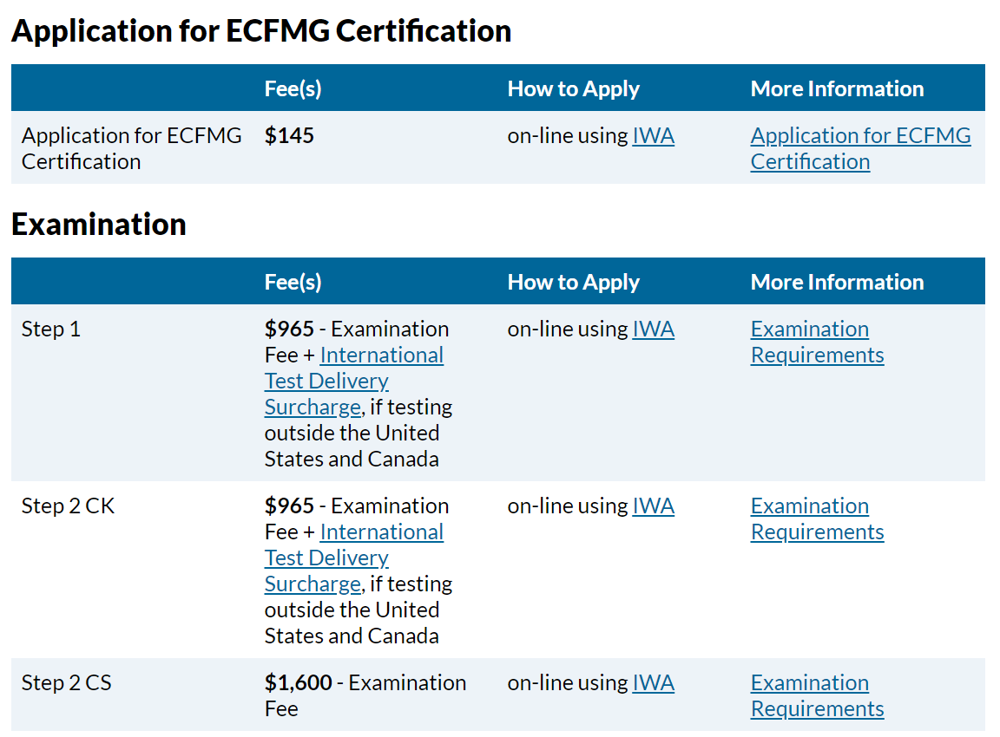 Application for ECFMG Certification
Fee(s) How to Apply More Information
Application for ECFMG $145 on-line using IWA Application for ECFMG
Certification Certification
Examination
Fee(s) How to Apply More Information
Step 1 $965 - Examination on-line using IWA Examination
Fee + International Requirements
Test Delivery
Surcharge, if testing
outside the United
States and Canada
Step 2 CK $965 - Examination on-line using IWA Examination
Fee + International Requirements
Test Delivery
Surcharge, if testing
outside the United
States and Canada
Step 2 CS $1,600 - Examination on-line using IWA Examination
Fee Requirements